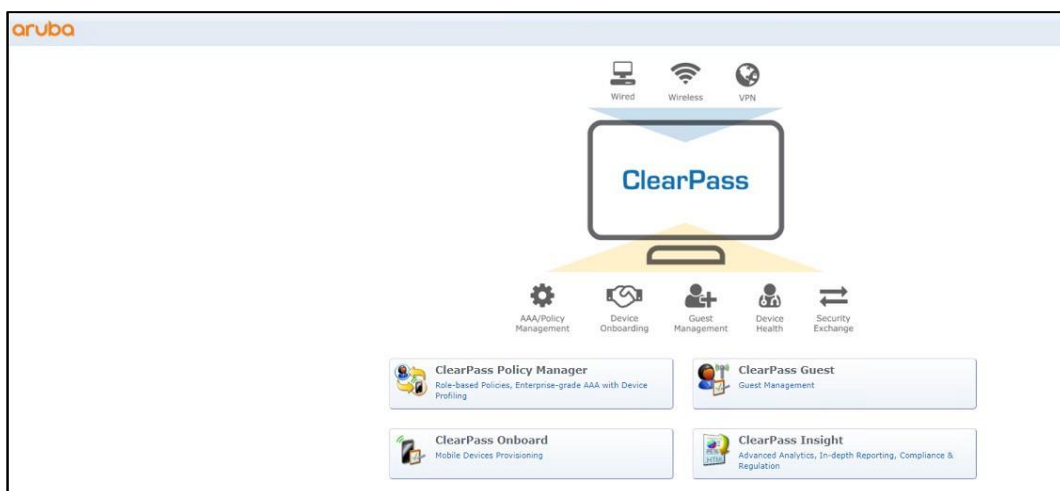 aruba
Wired
Wireless
VPN
ClearPass
AAA/Policy
Management
Device
Onboarding
Guest
Management
Device
Health
Security
Exchange
ClearPass Policy Manager
Role-based Policies, Enterprise-grade AAA with Device
Profiling
ClearPass Guest
Guest Management
ClearPass Onboard
Mobile Devices Provisioning
ClearPass Insight
Advanced Analytics, In-depth Reporting, Compliance &
Regulation